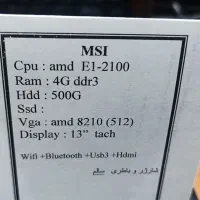 MSI
Cpu : amd E1-2100
Ram : 4G ddr3
Hdd : 500G
Ssd :
Vga : amd 8210 (512)
Display : 13" tach
Wifi +Bluetooth +Usb3 +Hdmi
شارژر و باطری سالم